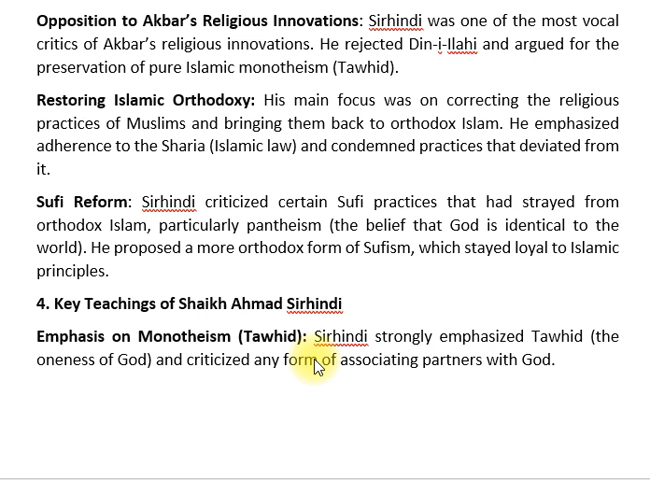 Opposition to Akbar’s Religious Innovations: Sirhindi was one of the most vocal
critics of Akbar’s religious innovations. He rejected Din-i-Ilahi and argued for the
preservation of pure Islamic monotheism (Tawhid).
Restoring Islamic Orthodoxy: His main focus was on correcting the religious
practices of Muslims and bringing them back to orthodox Islam. He emphasized
adherence to the Sharia (Islamic law) and condemned practices that deviated from
it.
Sufi Reform: Sirhindi criticized certain Sufi practices that had strayed from
orthodox Islam, particularly pantheism (the belief that God is identical to the
world). He proposed a more orthodox form of Sufism, which stayed loyal to Islamic
principles.
4. Key Teachings of Shaikh Ahmad Sirhindi
Emphasis on Monotheism (Tawhid): Sirhindi strongly emphasized Tawhid (the
oneness of God) and criticized any form of associating partners with God.